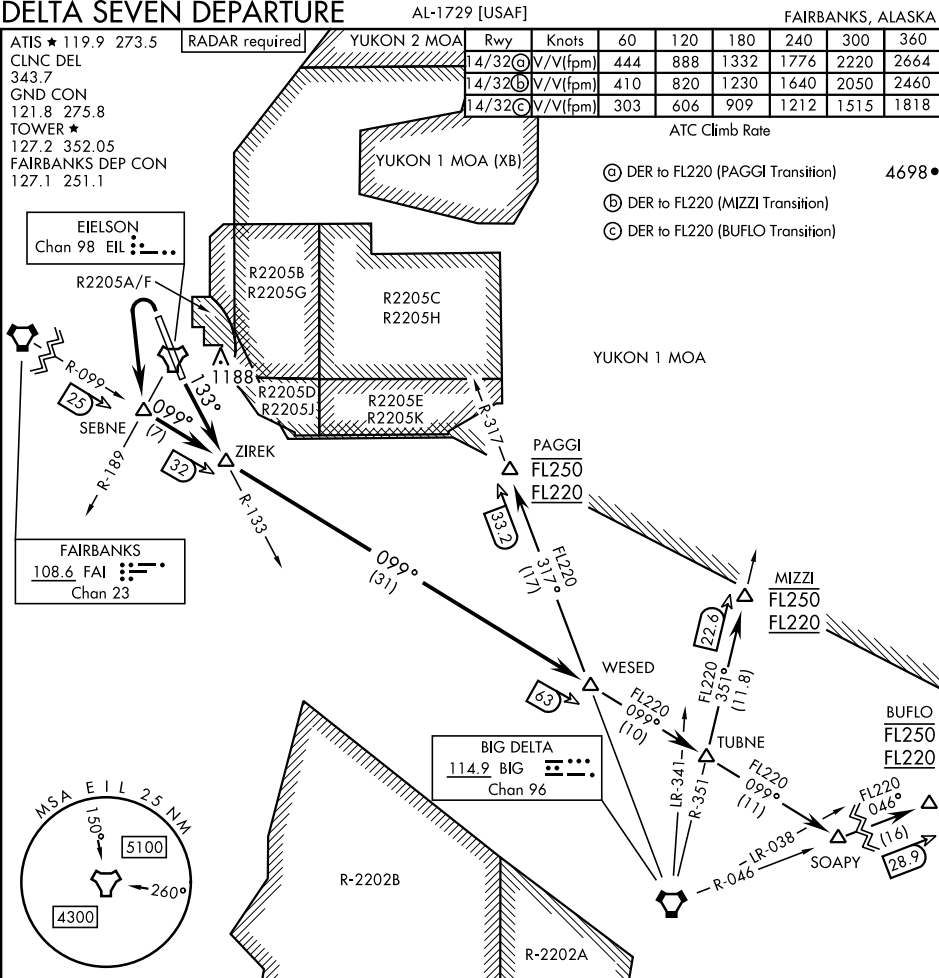 DELTA SEVEN DEPARTURE
AL-1729 [USAF]
FAIRBANKS, ALASKA
ATIS ★ 119.9 273.5
CLNC DEL
343.7
GND CON
121.8 275.8
TOWER ★
127.2 352.05
FAIRBANKS DEP CON
127.1 251.1
RADAR required
YUKON 2 MOA
Rwy Knots 60 120 180 240 300 360
14/32ⓐ V/V(fpm) 444 888 1332 1776 2220 2664
14/32ⓑ V/V(fpm) 410 820 1230 1640 2050 2460
14/32ⓒ V/V(fpm) 303 606 909 1212 1515 1818
ATC Climb Rate
ⓐ DER to FL220 (PAGGI Transition)
ⓑ DER to FL220 (MIZZI Transition)
ⓒ DER to FL220 (BUFLO Transition)
4698
YUKON 1 MOA (XB)
EIELSON
Chan 98 EIL
R2205A/F
R2205B
R2205G
R2205C
R2205H
YUKON 1 MOA
R-099
25
SEBNE
099°
(7)
133°
1188
R2205D
R2205J
R2205E
R2205K
R-317
R-189
32
ZIREK
R-133
PAGGI
FL250
FL220
33.2
FL220
317°
(17)
FAIRBANKS
108.6 FAI
Chan 23
099°
(31)
MIZZI
FL250
FL220
22.6
FL220
351°
(11.8)
WESED
63
FL220
099°
(10)
TUBNE
BUFLO
FL250
FL220
BIG DELTA
114.9 BIG
Chan 96
LR-341
R-351
FL220
099°
(11)
FL220
046°
(16)
SOAPY
28.9
LR-038
R-046
MSA EIL 25 NM
150°
5100
260°
4300
R-2202B
R-2202A